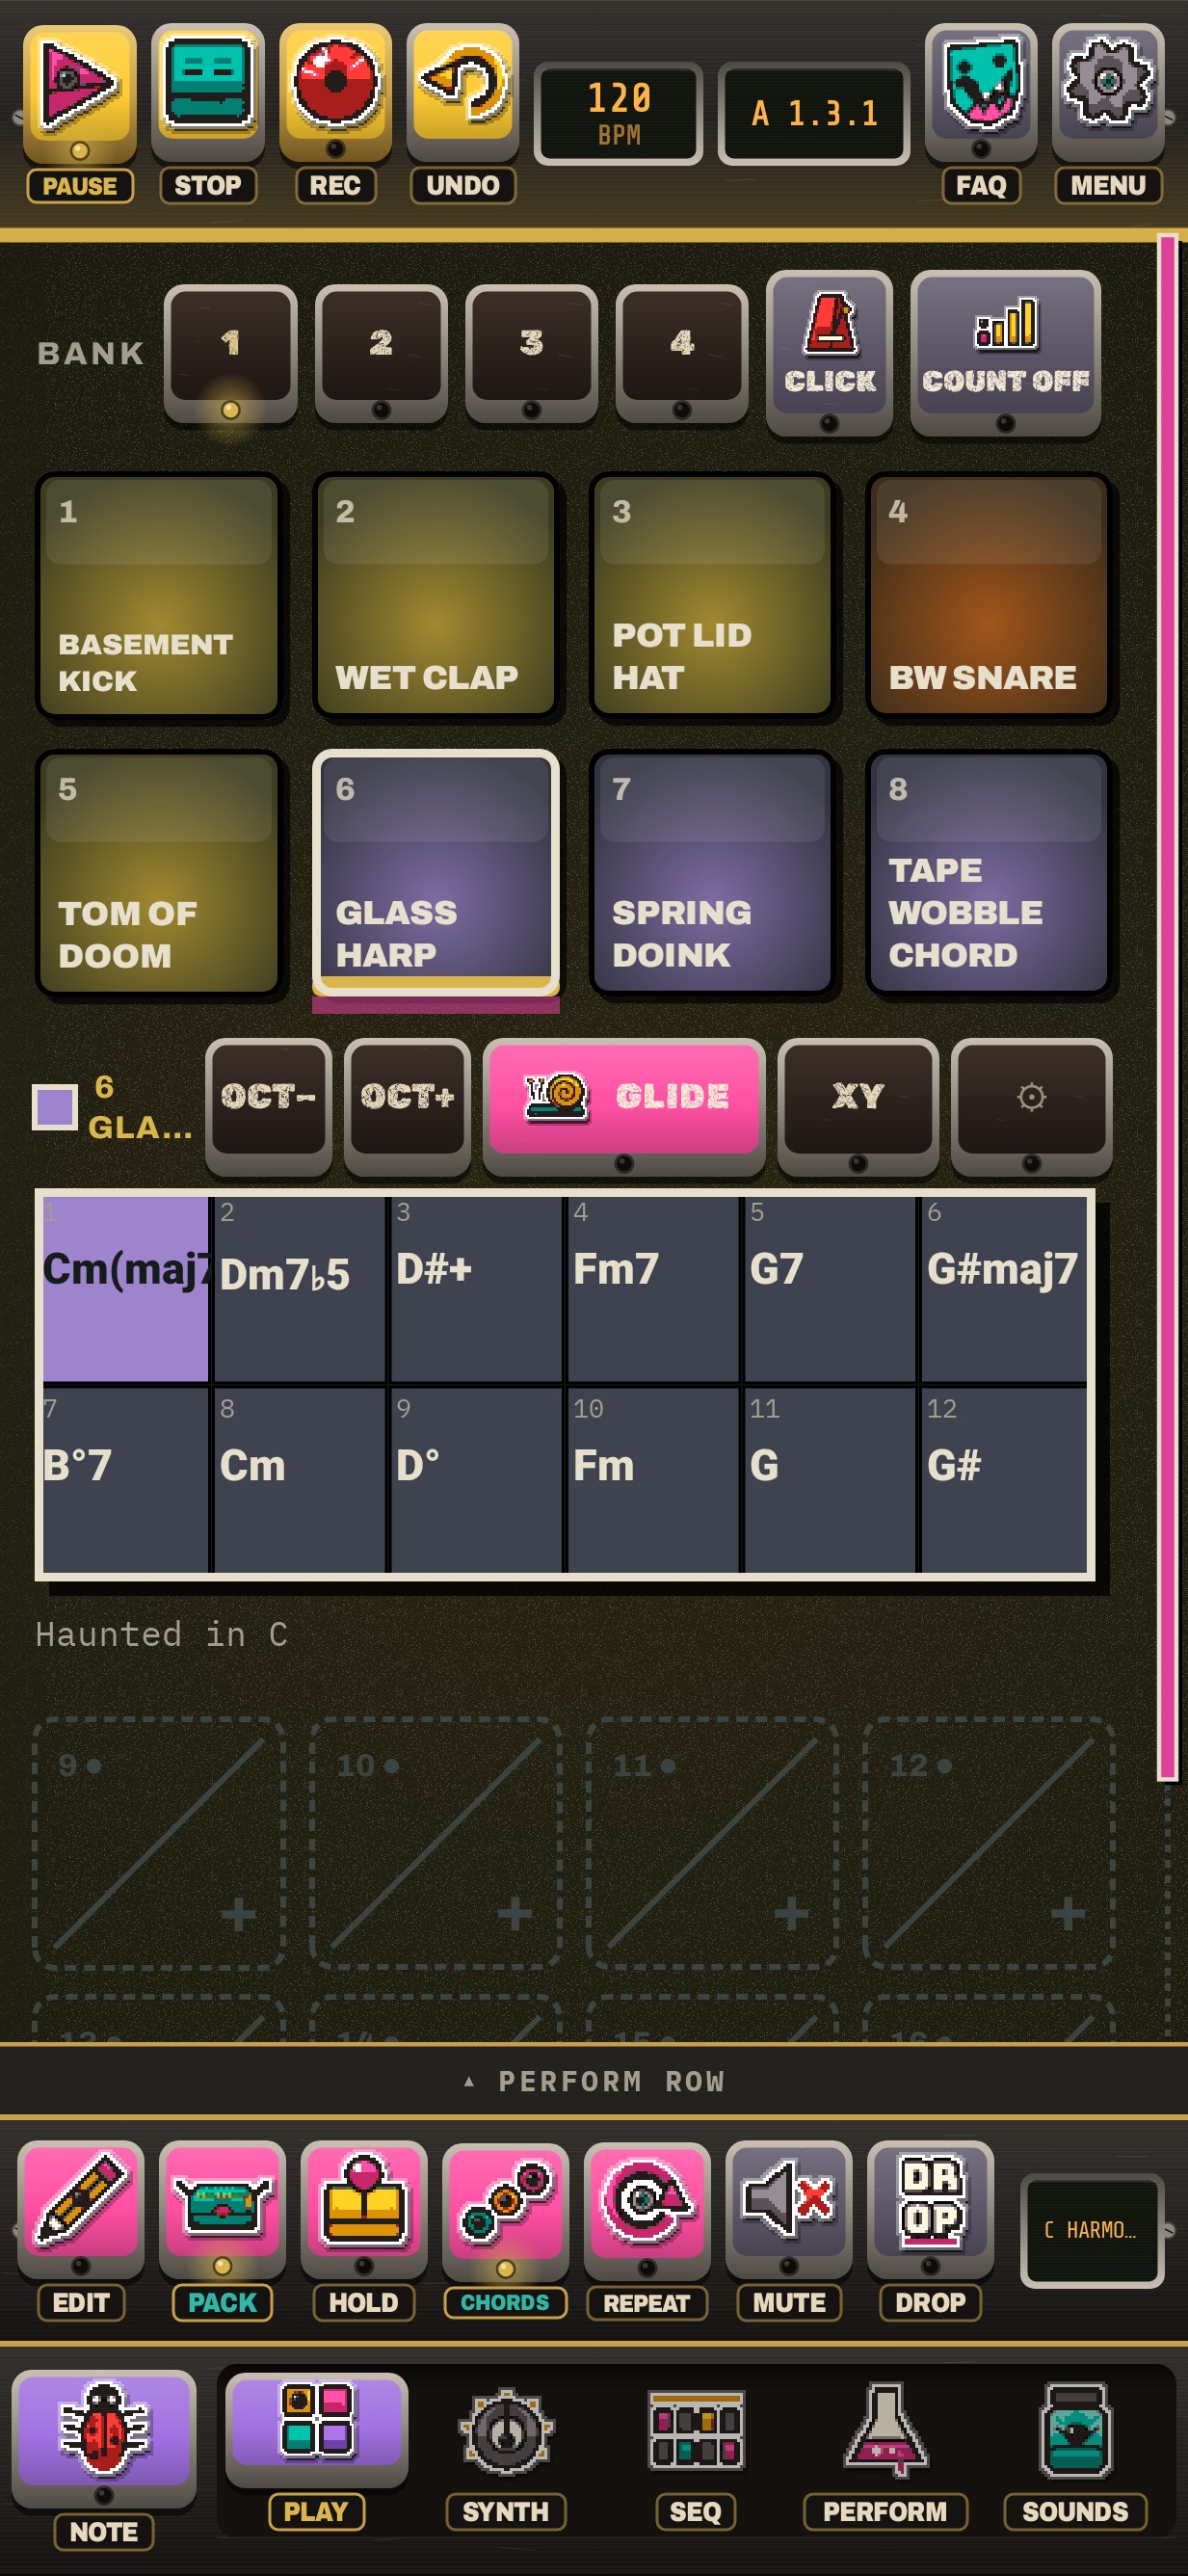 120
BPM
A 1.3.1
PAUSE STOP REC UNDO FAQ MENU
BANK 1 2 3 4 CLICK COUNT OFF
1 2 3 4
BASEMENT
KICK
WET CLAP
POT LID
HAT
BW SNARE
5 6 7 8
TOM OF
DOOM
GLASS
HARP
SPRING
DOINK
TAPE
WOBBLE
CHORD
6
GLA...
OCT- OCT+ GLIDE XY
1 2 3 4 5 6
Cm(maj7 Dm7♭5 D#+ Fm7 G7 G#maj7
7 8 9 10 11 12
B°7 Cm D° Fm G G#
Haunted in C
9 10 11 12
13 14 15 16
PERFORM ROW
DROP
C HARMO...
EDIT PACK HOLD CHORDS REPEAT MUTE DROP
NOTE PLAY SYNTH SEQ PERFORM SOUNDS